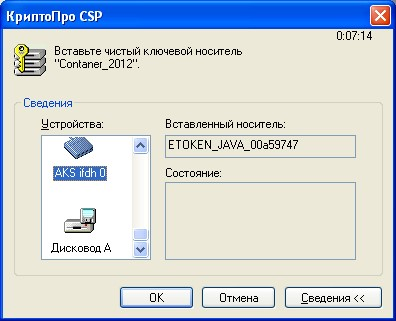 КриптоПро CSP
0:07:14
Вставьте чистый ключевой носитель
"Contaner_2012".
Сведения
Устройства:
Вставленный носитель:
AKS ifdh 0
ETOKEN_JAVA_00a59747
Состояние:
Дисковод A
OK
Отмена
Сведения <<